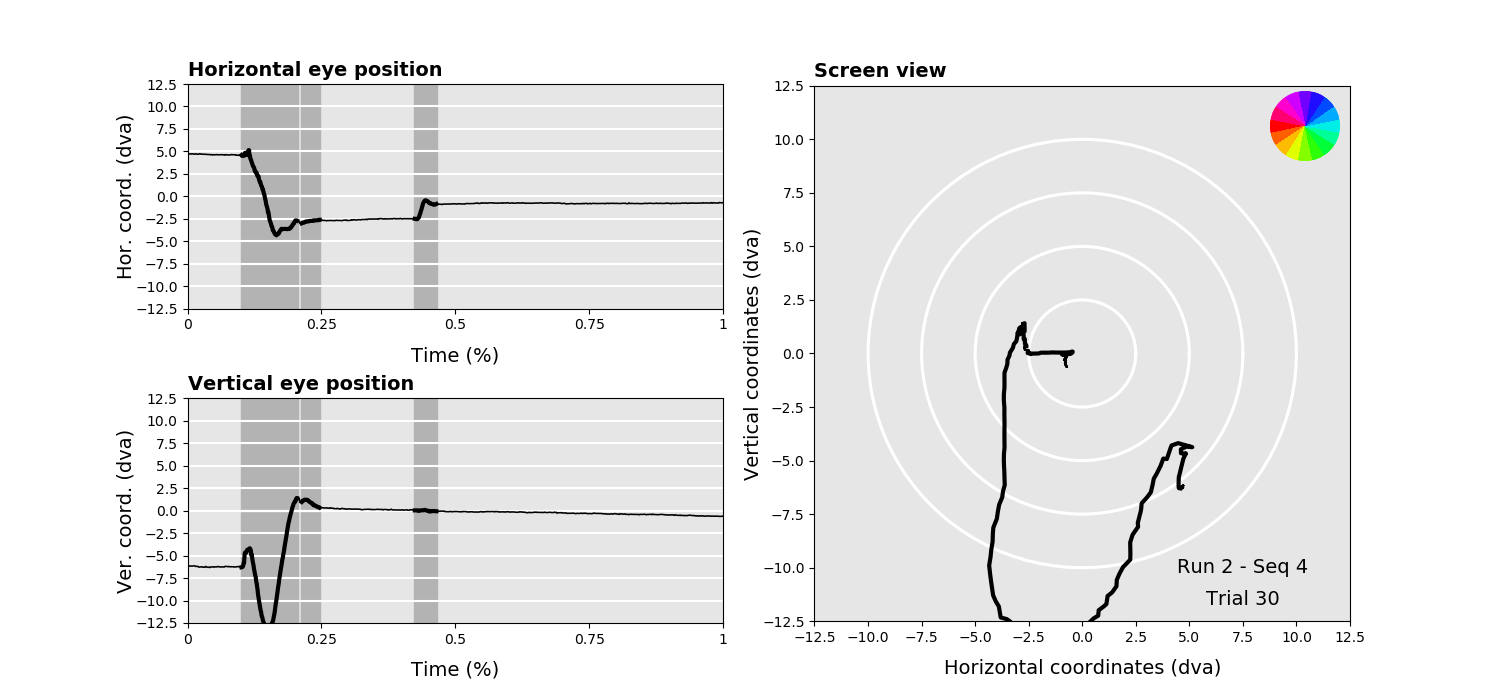 Horizontal eye position
12.5
10.0
7.5
5.0
2.5
0.0
−2.5
−5.0
−7.5
−10.0
−12.5
Hor. coord. (dva)
0 0.25 0.5 0.75 1
Time (%)
Vertical eye position
12.5
10.0
7.5
5.0
2.5
0.0
−2.5
−5.0
−7.5
−10.0
−12.5
Ver. coord. (dva)
0 0.25 0.5 0.75 1
Time (%)
Screen view
12.5
10.0
7.5
5.0
2.5
0.0
−2.5
−5.0
−7.5
−10.0
−12.5
Vertical coordinates (dva)
Run 2 - Seq 4
Trial 30
−12.5 −10.0 −7.5 −5.0 −2.5 0.0 2.5 5.0 7.5 10.0 12.5
Horizontal coordinates (dva)